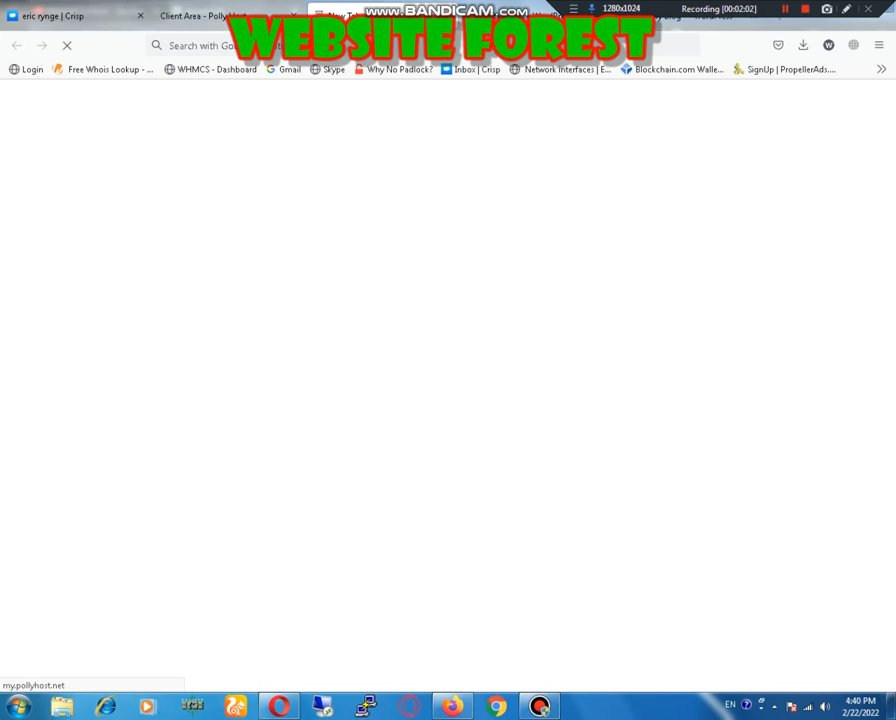 www.BANDICAM.com
1280x1024
Recording [00:02:02]
eric rynge | Crisp
Client Area - Polly
WEBSITE FOREST
Search with Go
Login
Free Whois Lookup - ...
WHMCS - Dashboard
Gmail
Skype
Why No Padlock?
Inbox | Crisp
Network Interfaces | E...
Blockchain.com Walle...
SignUp | PropellerAds....
my.pollyhost.net
EN
4:40 PM
2/22/2022